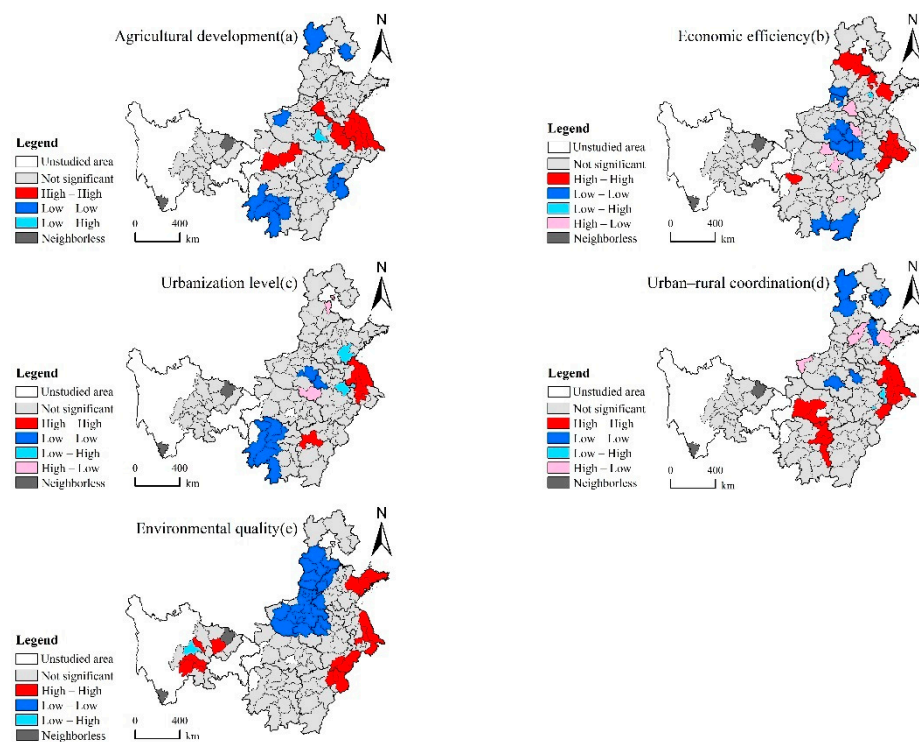 Agricultural development(a)
N
Legend
Unstudied area
Not significant
High – High
Low – Low
Low – High
Neighborless
0 400
km
Economic efficiency(b)
N
Legend
Unstudied area
Not significant
High – High
Low – Low
Low – High
High – Low
Neighborless
0 400
km
Urbanization level(c)
N
Legend
Unstudied area
Not significant
High – High
Low – Low
Low – High
High – Low
Neighborless
0 400
km
Urban–rural coordination(d)
N
Legend
Unstudied area
Not significant
High – High
Low – Low
Low – High
High – Low
Neighborless
0 400
km
Environmental quality(e)
N
Legend
Unstudied area
Not significant
High – High
Low – Low
Low – High
Neighborless
0 400
km